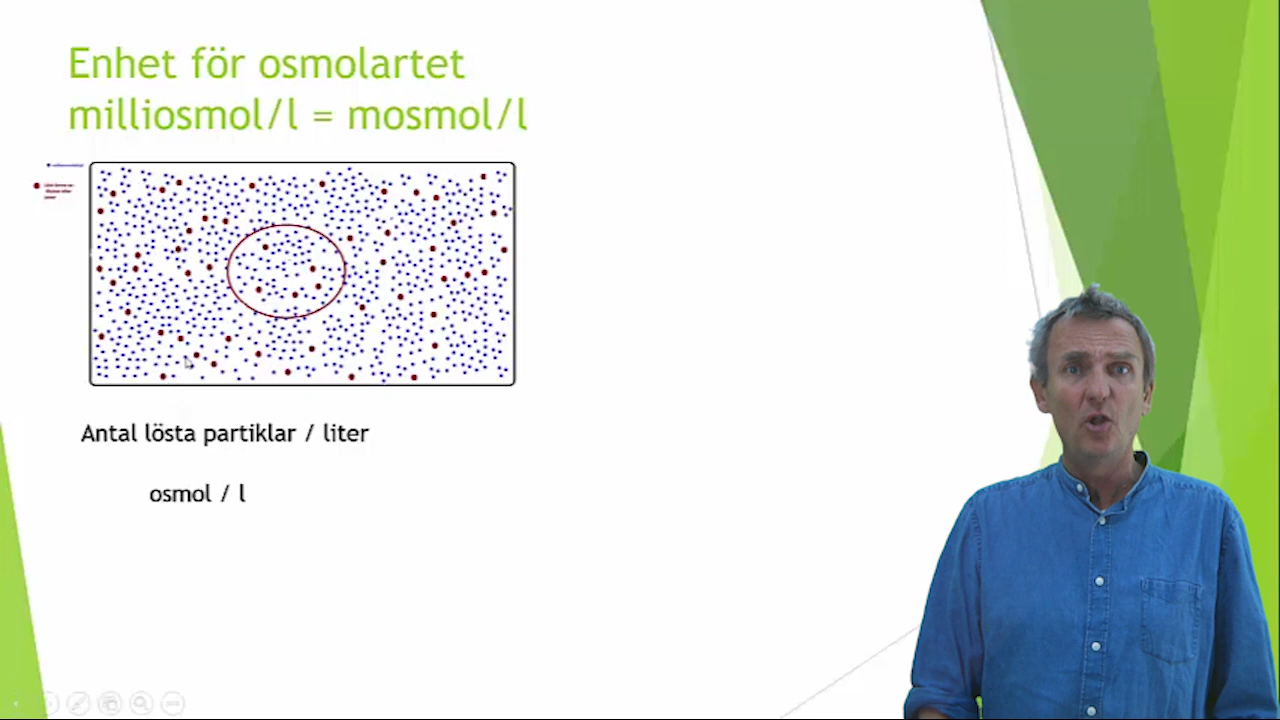 Enhet för osmolartet
milliosmol/l = mosmol/l
Antal lösta partiklar / liter
osmol / l